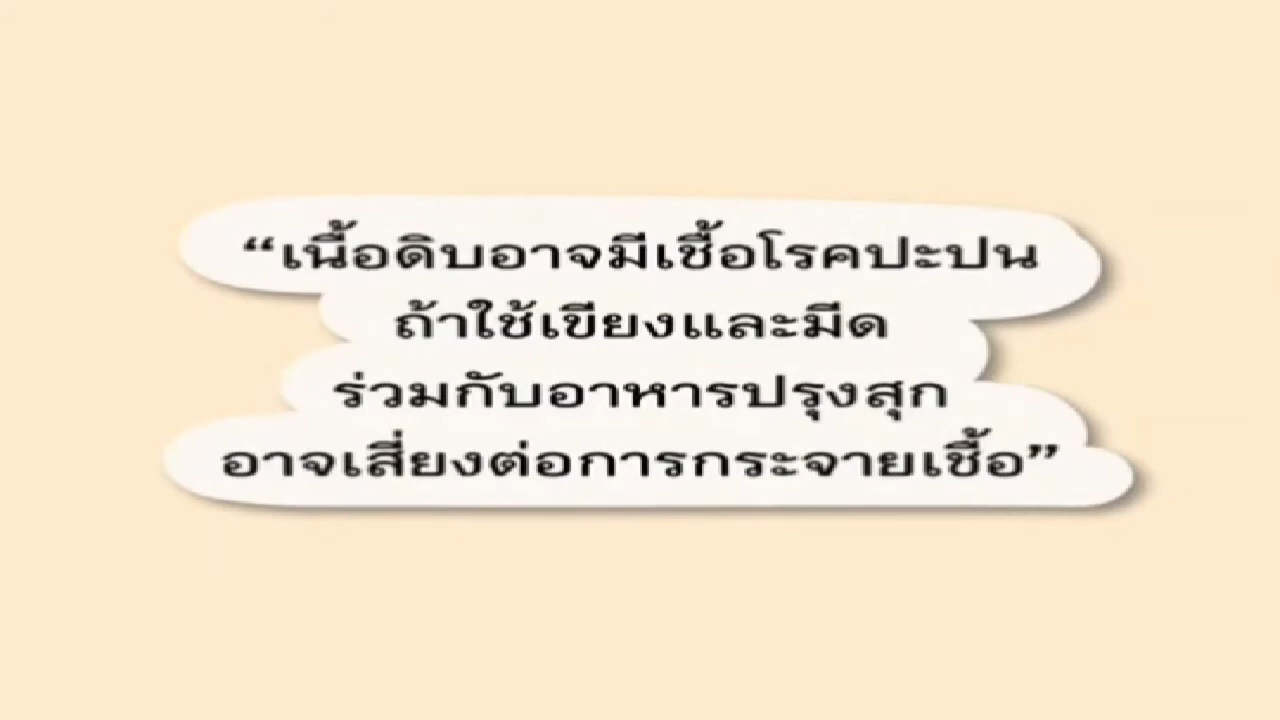 “เนื้อดิบอาจมีเชื้อโรคปะปน
ถ้าใช้เขียงและมีด
ร่วมกับอาหารปรุงสุก
อาจเสี่ยงต่อการกระจายเชื้อ”